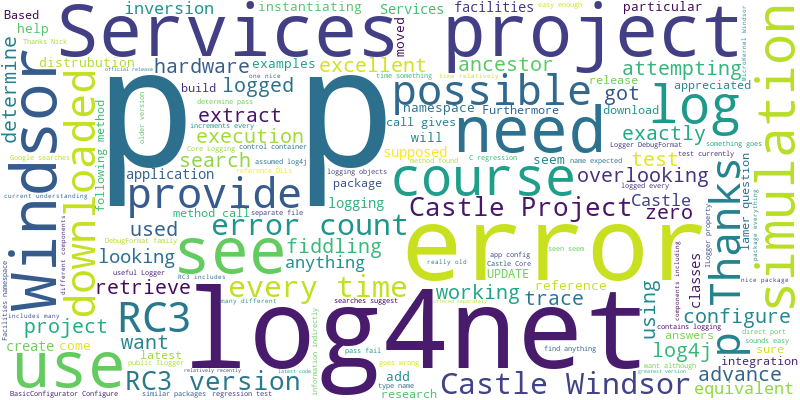 Based
help
inversion
instantiating
Services
facilities
particular
easy enough
Thanks Nick
Services project
moved
distrubution
hardware
examples
excellent
ancestor
attempting
integration
MicroKernel Windsor
official release
one nice
time something
time relatively
determine
Windsor
downloaded
p p
logged
build
possible
namespace
Furthermore
release
appreciated
got
download
log
simulation
following method
extract
determine pass
older version
increments every
execution
control container
call gives
will
need
exactly
Logger DebugFormat
something goes
search
Core logging
assumed log4j
supposed
method found
C regression
test
seem
name expected
test currently
application
reference DLLs
logging objects
package
overlooking
lamer question
Google searches
provide
course
logged every
current understanding
used
error count
logging
Castle Project
Castle
zero
looking
method call
separate file
fiddling
anything
see
error
p
Thanks
DebugFormat family
different components
retrieve
every time
UPDATE
app config
Castle Core
really old
working
reference
classes
ilogger property
package everything
components including
nice package
useful Logger
RC3 includes
log4net
trace
using
configure
Facilities namespace
project
RC3
want
many different
information indirectly
searches suggest
find anything
log4j
answers
sure
direct port
sounds easy
includes many
create
come
latest
use
RC3 version
public ILogger
relatively recently
pass fail
goes wrong
latest code
add
research
Castle Windsor
advance
equivalent
contains logging
want although
greenest version
BasicConfigurator Configure
similar packages
regression test
type name